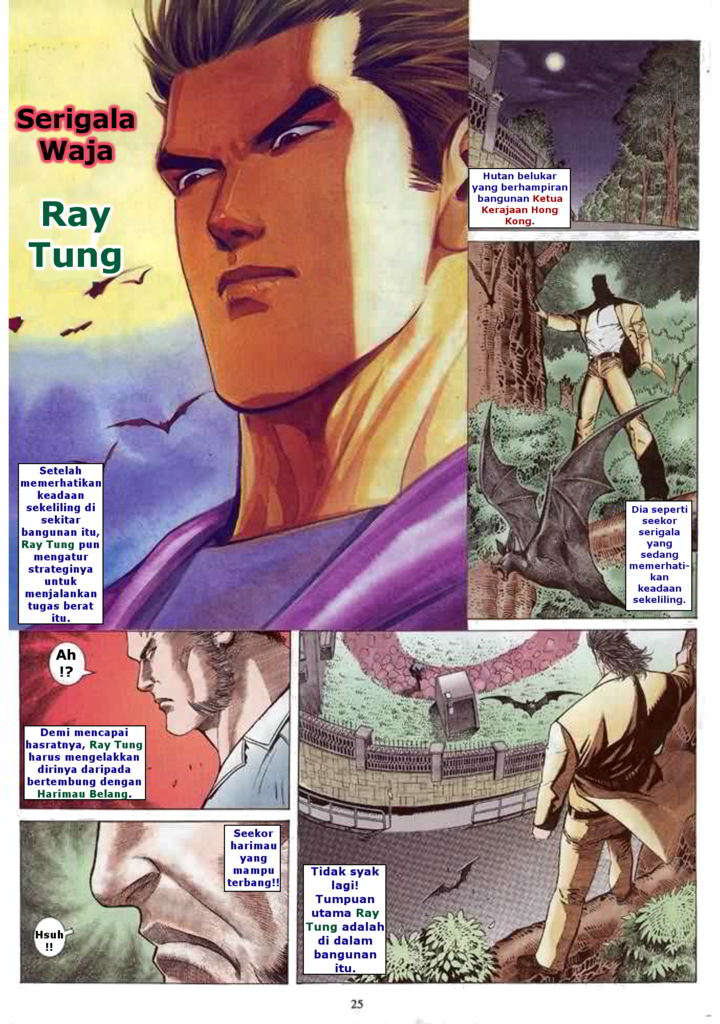 Serigala
Waja
Ray
Tung
Hutan belukar
yang berhampiran
bangunan Ketua
Kerajaan Hong
Kong.
Dia seperti
seekor
serigala
yang
sedang
memerhati-
kan
keadaan
sekeliling.
Setelah
memerhatikan
keadaan
sekeliling di
sekitar
bangunan itu,
Ray Tung pun
mengatur
strateginya
untuk
menjalankan
tugas berat
itu.
Ah
!?
Demi mencapai
hasratnya, Ray Tung
harus mengelakkan
dirinya daripada
bertembung dengan
Harimau Belang.
Seekor
harimau
yang
mampu
terbang!!
Hsuh
!!
Tidak syak
lagi!
Tumpuan
utama Ray
Tung adalah
di dalam
bangunan
itu.
25